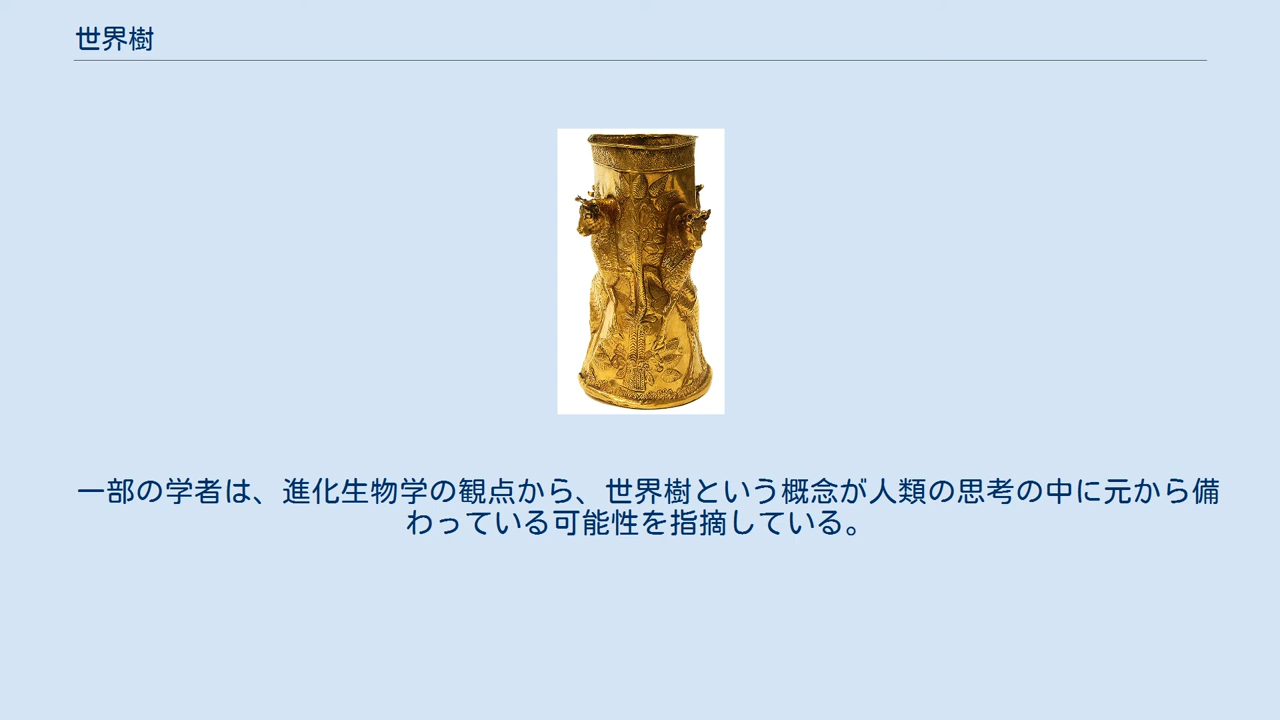 世界樹
一部の学者は、進化生物学の観点から、世界樹という概念が人類の思考の中に元から備
わっている可能性を指摘している。